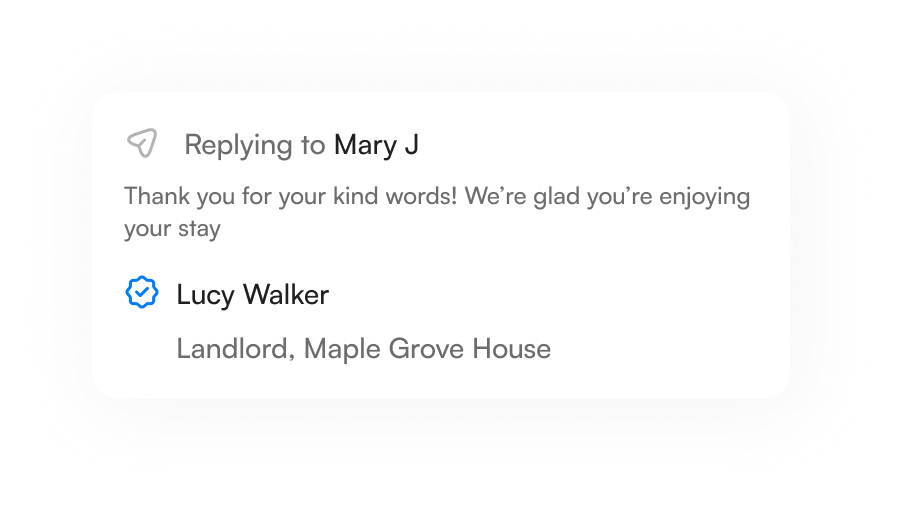 Replying to Mary J
Thank you for your kind words! We’re glad you’re enjoying
your stay
Lucy Walker
Landlord, Maple Grove House